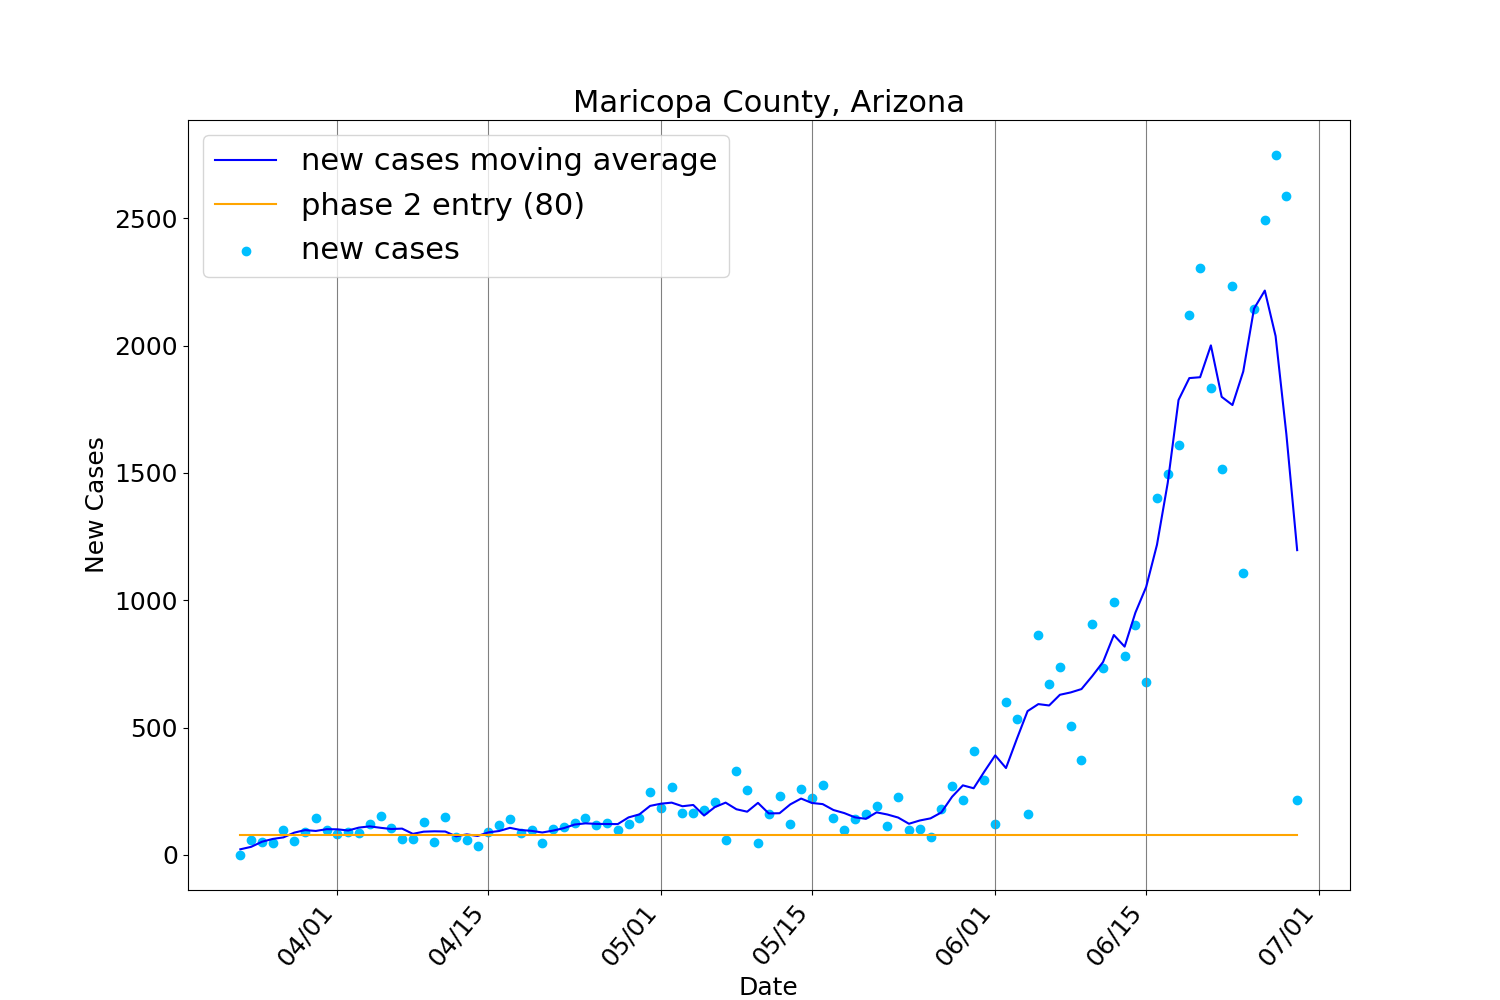 Maricopa County, Arizona
new cases moving average
phase 2 entry (80)
new cases
New Cases
2500
2000
1500
1000
500
0
04/01
04/15
05/01
05/15
06/01
06/15
07/01
Date